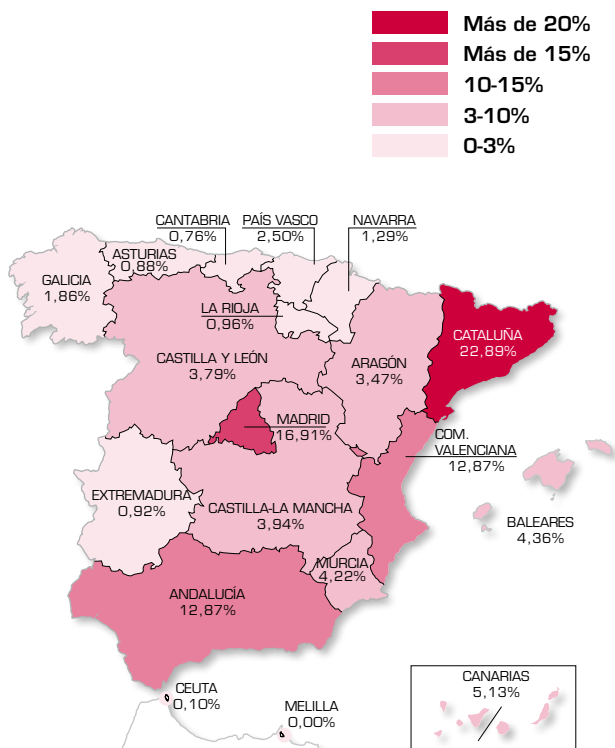 Más de 20%
Más de 15%
10-15%
3-10%
0-3%
CANTABRIA
0,76%
PAÍS VASCO
2,50%
NAVARRA
1,29%
ASTURIAS
0,88%
GALICIA
1,86%
LA RIOJA
0,96%
CATALUÑA
22,89%
CASTILLA Y LEÓN
3,79%
ARAGÓN
3,47%
MADRID
16,91%
COM.
VALENCIANA
12,87%
EXTREMADURA
0,92%
CASTILLA-LA MANCHA
3,94%
BALEARES
4,36%
MURCIA
4,22%
ANDALUCÍA
12,87%
CEUTA
0,10%
MELILLA
0,00%
CANARIAS
5,13%